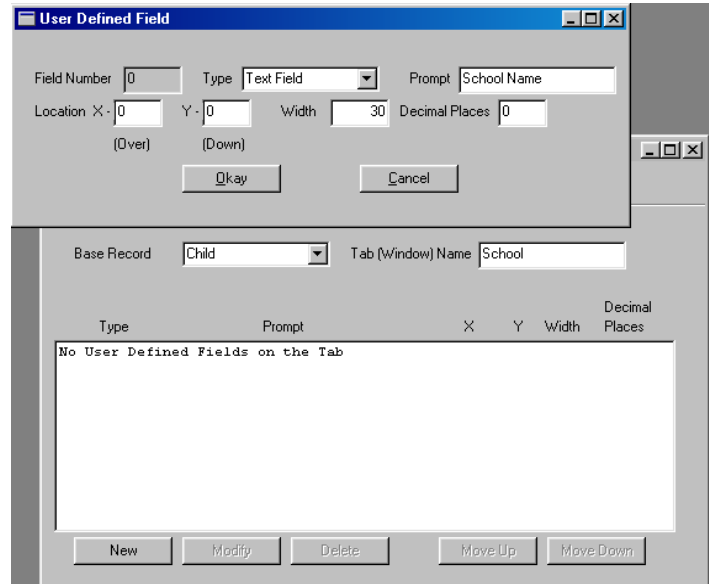 User Defined Field
Field Number 0 Type Text Field Prompt School Name
Location X - 0 Y - 0 Width 30 Decimal Places 0
(Over) (Down)
Okay Cancel
Base Record Child Tab (Window) Name School
Decimal
Type Prompt X Y Width Places
No User Defined Fields on the Tab
New Modify Delete Move Up Move Down